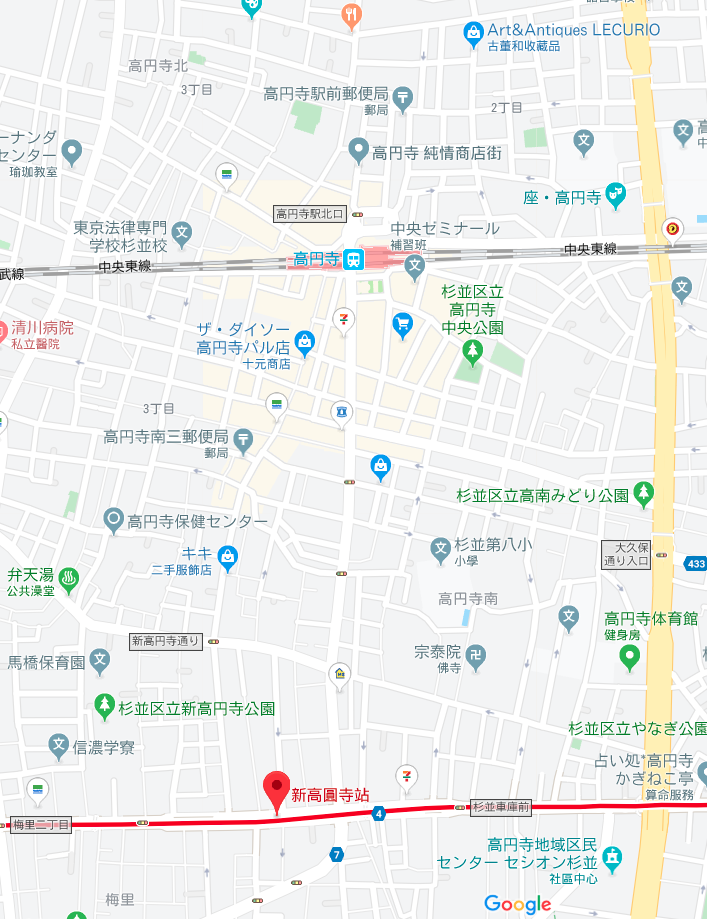 Art&Antiques LECURIO
古董和收藏品
高円寺北
3丁目
高円寺駅前郵便局
郵局
2丁目
ーナンダ
センター
瑜珈教室
高円寺 純情商店街
座・高円寺
高円寺駅北口
東京法律専門
学校杉並校
中央ゼミナール
補習班
高円寺
中央東線
中央東線
武線
杉並区立
高円寺
中央公園
清川病院
私立醫院
ザ・ダイソー
高円寺パル店
十元商店
3丁目
高円寺南三郵便局
郵局
杉並区立高南みどり公園
高円寺保健センター
キキ
二手服飾店
杉並第八小
小學
大久保
通り入口
433
弁天湯
公共澡堂
高円寺南
高円寺体育館
健身房
新高円寺通り
宗泰院
佛寺
馬橋保育園
杉並区立新高円寺公園
杉並区立やなぎ公園
信濃学寮
占い処*高円寺
かぎねこ亭
算命服務
新高圓寺站
杉並車庫前
4
梅里二丁目
7
高円寺地域区民
センター セシオン杉並
社區中心
梅里
Google